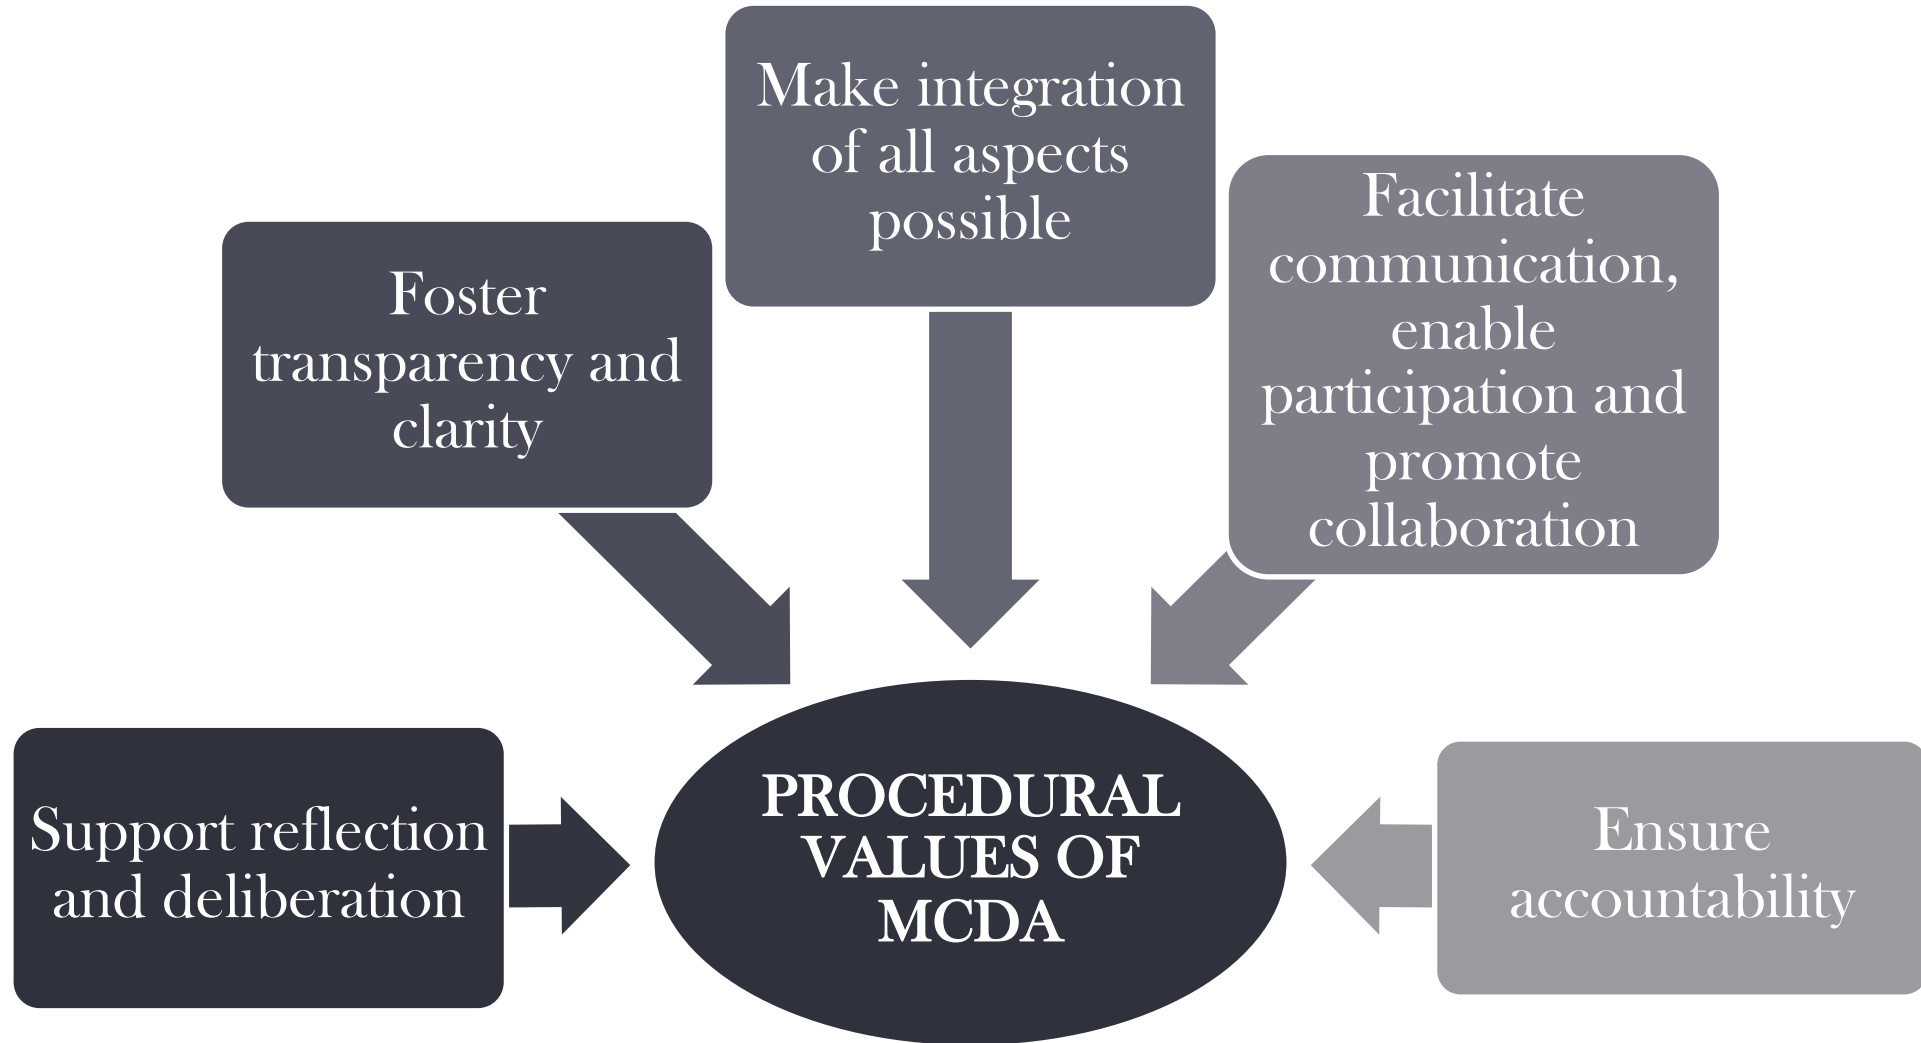 Make integration
of all aspects
possible
Facilitate
communication,
enable
participation and
promote
collaboration
Foster
transparency and
clarity
Support reflection
and deliberation
PROCEDURAL
VALUES OF
MCDA
Ensure
accountability